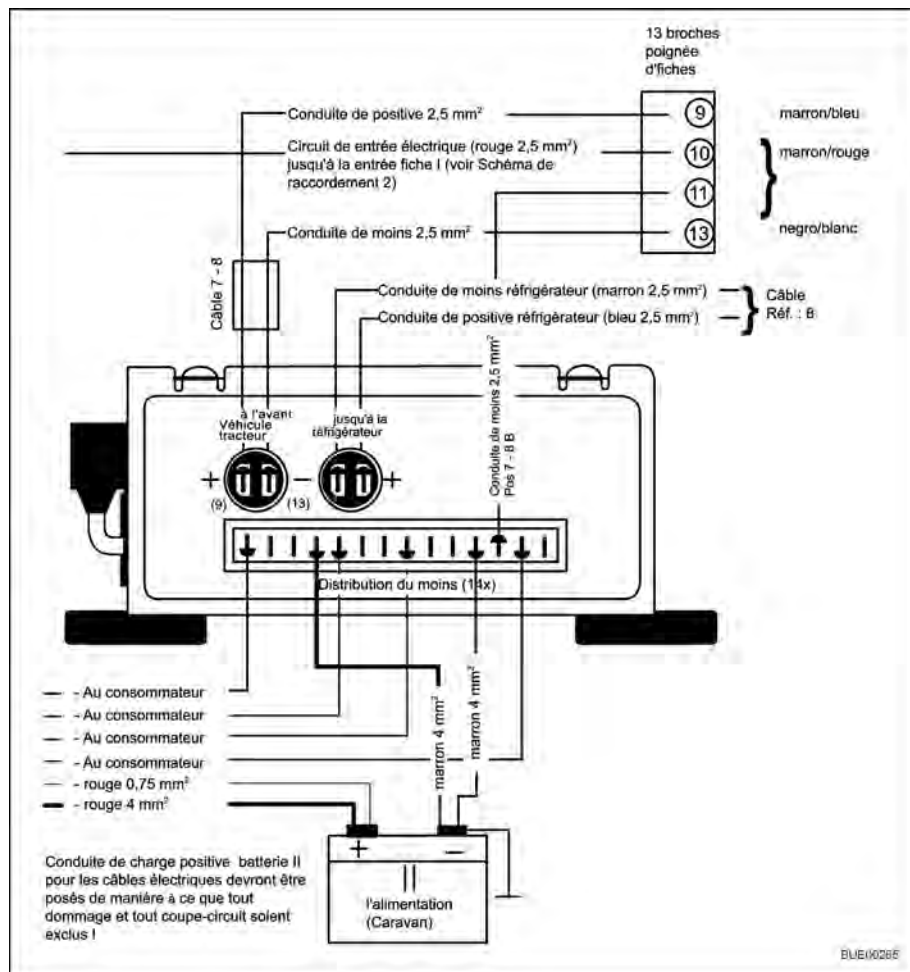 13 broches
poignée
d'fiches
Conduite de positive 2,5 mm²
9
marron/bleu
Circuit de entrée électrique (rouge 2,5 mm²)
jusqu'à la entrée fiche I (voir Schéma de
raccordement 2)
10
marron/rouge
11
Conduite de moins 2,5 mm²
13
negro/blanc
Câble 7 - 8
Conduite de moins réfrigérateur (marron 2,5 mm²)
Conduite de positive réfrigérateur (bleu 2,5 mm²)
Câble
Réf. : B
Conduite de moins 2,5 mm²
Pos 7 - 8 B
à l'avant
Véhicule
tracteur
jusqu'à la
réfrigérateur
+
–
+
(9)
(13)
Distribution du moins (14x)
- Au consommateur
- Au consommateur
- Au consommateur
- Au consommateur
- rouge 0,75 mm²
- rouge 4 mm²
marron 4 mm²
marron 4 mm²
+
–
II
l'alimentation
(Caravan)
Conduite de charge positive batterie II
pour les câbles électriques devront être
posés de manière à ce que tout
dommage et tout coupe-circuit soient
exclus !